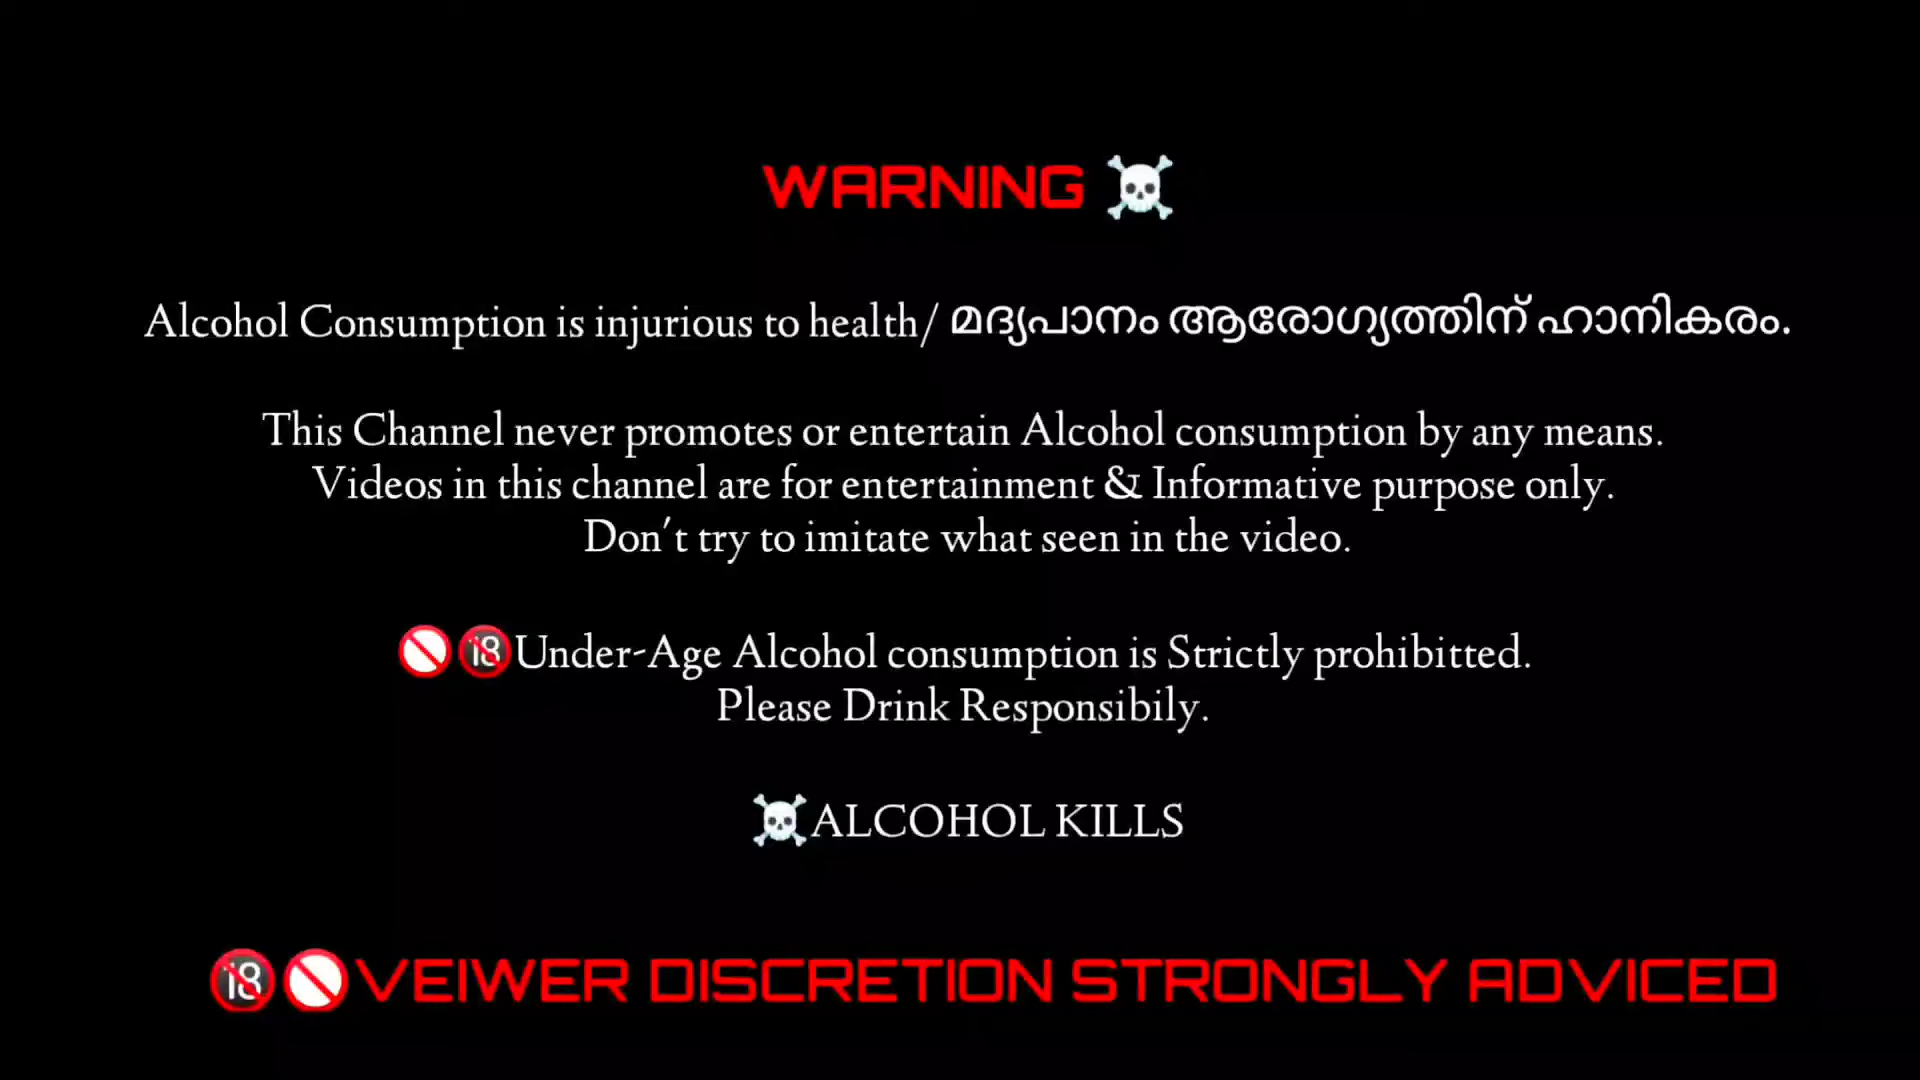 WARNING ☠️
Alcohol Consumption is injurious to health/ മദ്യപാനം ആരോഗ്യത്തിന് ഹാനികരം.
This Channel never promotes or entertain Alcohol consumption by any means.
Videos in this channel are for entertainment & Informative purpose only.
Don't try to imitate what seen in the video.
🚫🔞Under-Age Alcohol consumption is Strictly prohibitted.
Please Drink Responsibily.
☠️ALCOHOL KILLS
🔞🚫VEIWER DISCRETION STRONGLY ADVICED